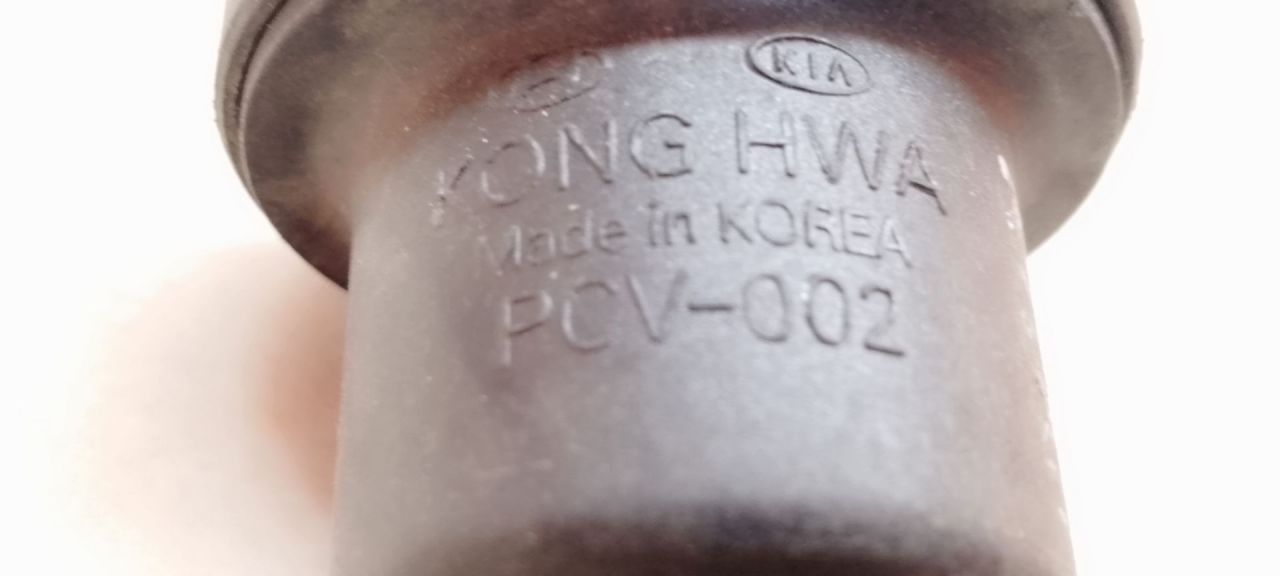 KIA
KONG HWA
Made in KOREA
PCV-002